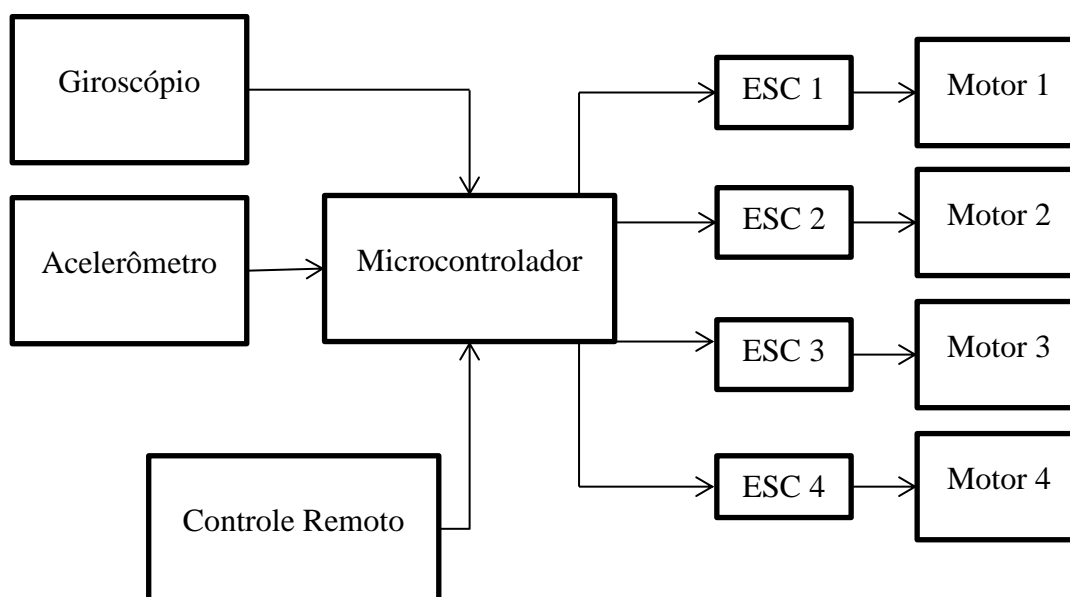 Giroscópio
Acelerômetro
Controle Remoto
Microcontrolador
ESC 1
Motor 1
ESC 2
Motor 2
ESC 3
Motor 3
ESC 4
Motor 4